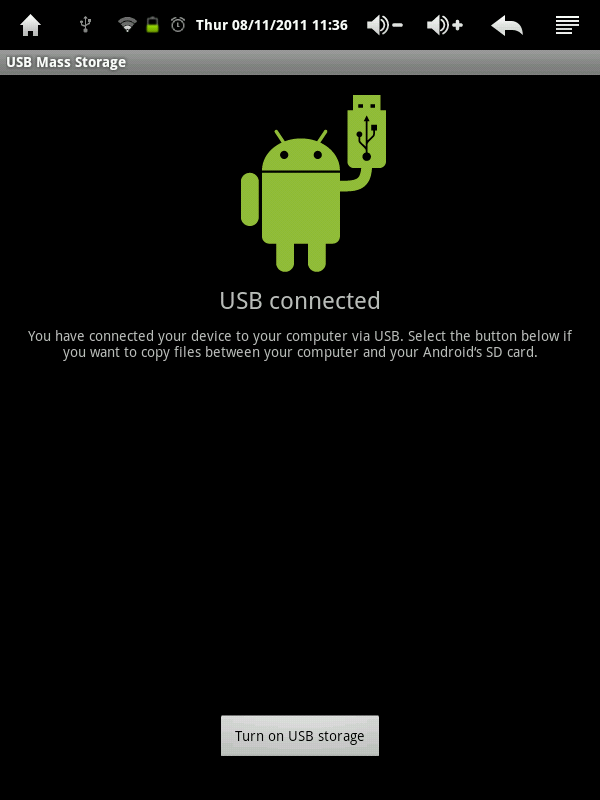 Thur 08/11/2011 11:36
USB Mass Storage
USB connected
You have connected your device to your computer via USB. Select the button below if
you want to copy files between your computer and your Android's SD card.
Turn on USB storage